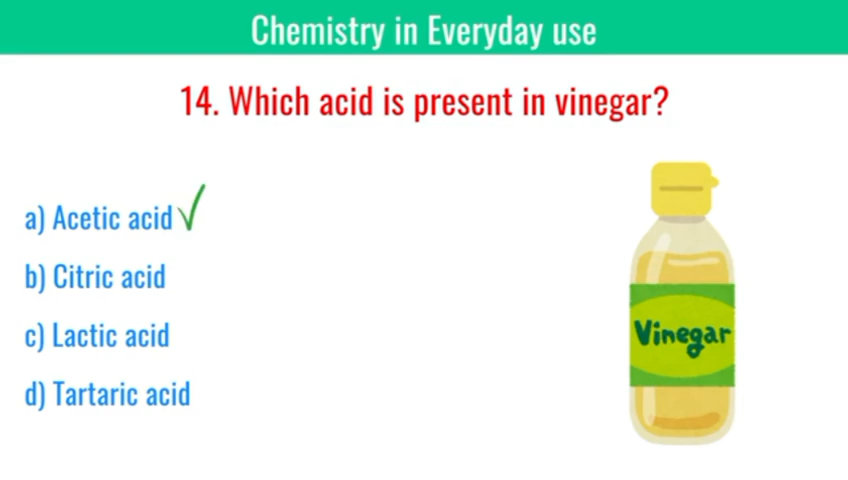 Chemistry in Everyday use
14. Which acid is present in vinegar?
a) Acetic acid
b) Citric acid
c) Lactic acid
d) Tartaric acid
Vinegar